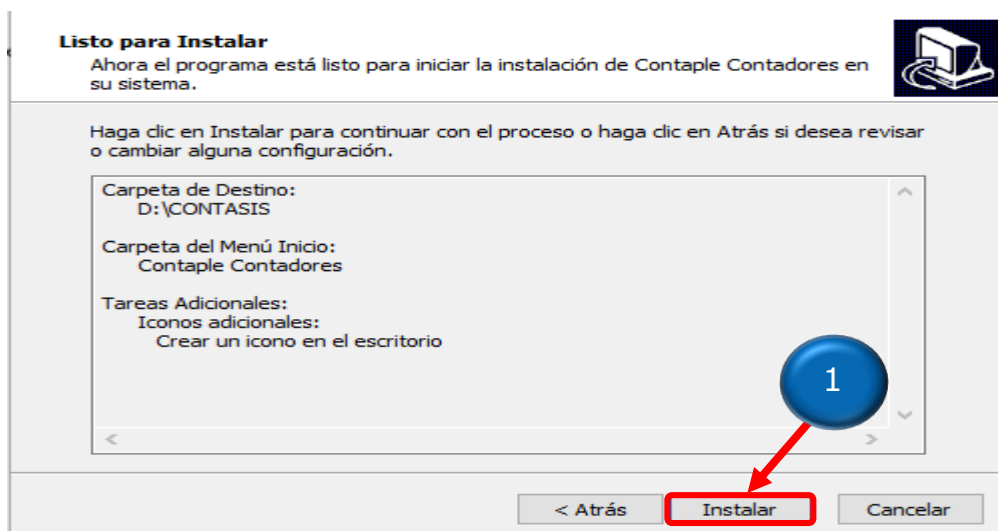 Listo para Instalar
Ahora el programa está listo para iniciar la instalación de Contaple Contadores en
su sistema.
Haga clic en Instalar para continuar con el proceso o haga clic en Atrás si desea revisar
o cambiar alguna configuración.
Carpeta de Destino:
D:\CONTASIS
Carpeta del Menú Inicio:
Contaple Contadores
Tareas Adicionales:
Iconos adicionales:
Crear un icono en el escritorio
1
< Atrás
Instalar
Cancelar